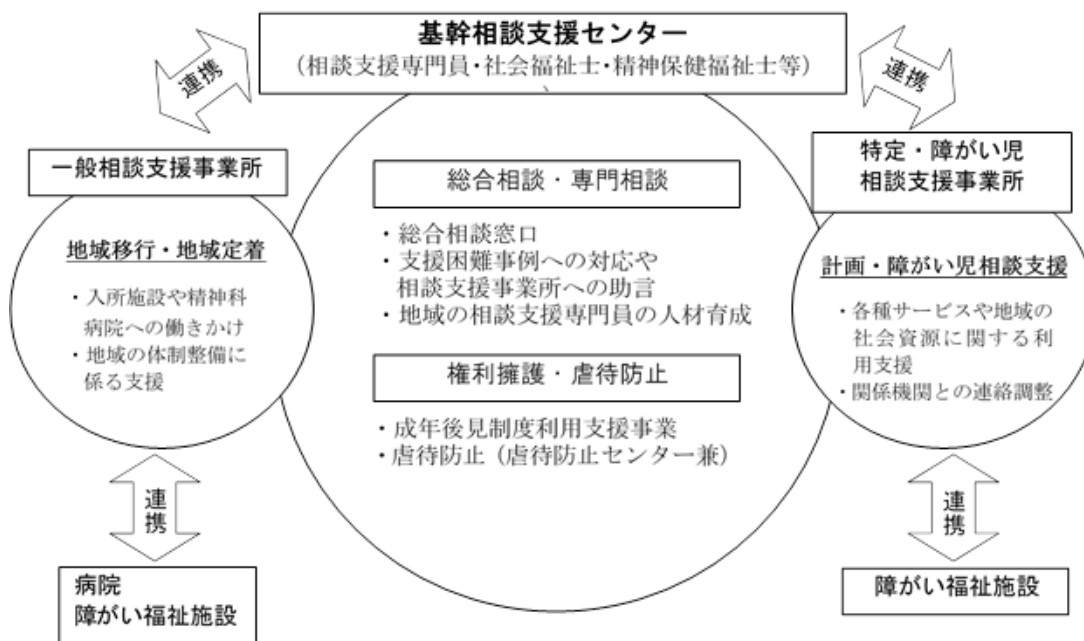 基幹相談支援センター
（相談支援専門員・社会福祉士・精神保健福祉士等）
連携
連携
一般相談支援事業所
地域移行・地域定着
・入所施設や精神科
病院への働きかけ
・地域の体制整備に
係る支援
連携
病院
障がい福祉施設
総合相談・専門相談
・総合相談窓口
・支援困難事例への対応や
相談支援事業所への助言
・地域の相談支援専門員の人材育成
権利擁護・虐待防止
・成年後見制度利用支援事業
・虐待防止（虐待防止センター兼）
特定・障がい児
相談支援事業所
計画・障がい児相談支援
・各種サービスや地域の
社会資源に関する利
用支援
・関係機関との連絡調整
連携
障がい福祉施設